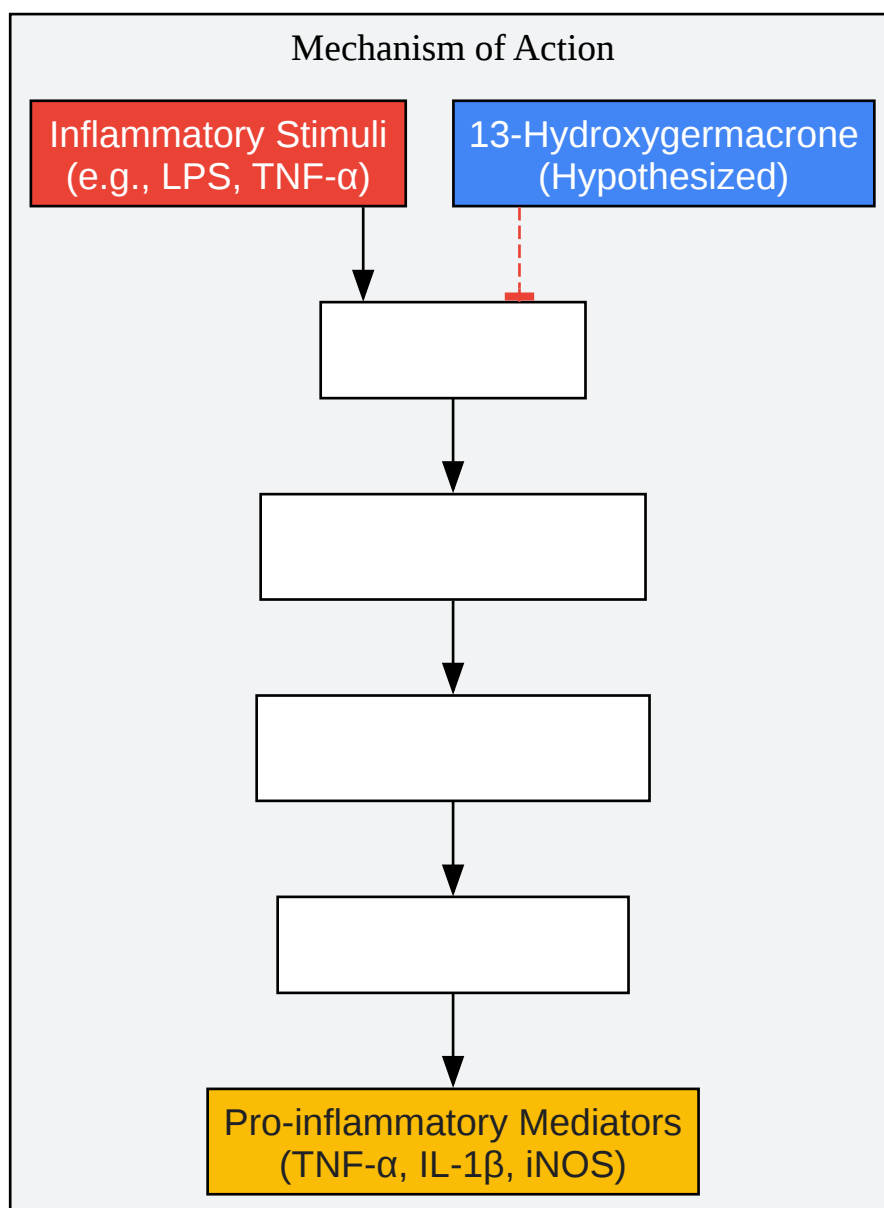 Mechanism of Action
Inflammatory Stimuli
(e.g., LPS, TNF-α)
13-Hydroxygermacrone
(Hypothesized)
Pro-inflammatory Mediators
(TNF-α, IL-1β, iNOS)